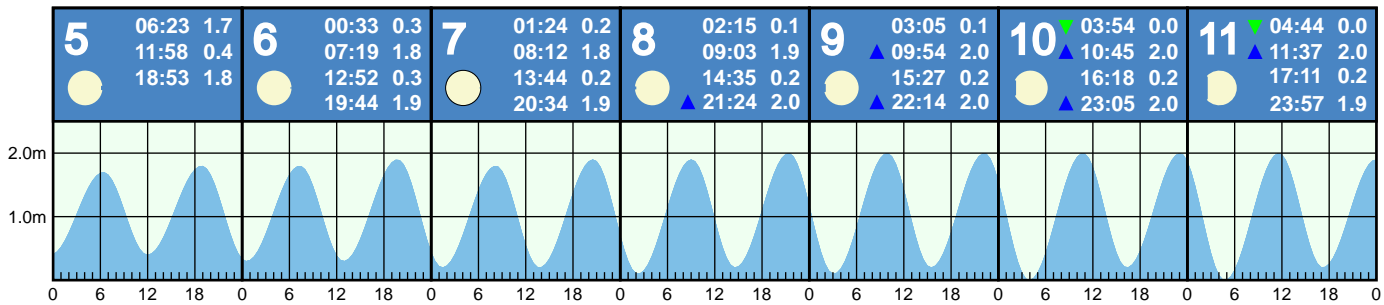 5
06:23 1.7
11:58 0.4
18:53 1.8
6
00:33 0.3
07:19 1.8
12:52 0.3
19:44 1.9
7
01:24 0.2
08:12 1.8
13:44 0.2
20:34 1.9
8
02:15 0.1
09:03 1.9
14:35 0.2
▲ 21:24 2.0
9
03:05 0.1
▲ 09:54 2.0
15:27 0.2
▲ 22:14 2.0
10
▼ 03:54 0.0
▲ 10:45 2.0
16:18 0.2
▲ 23:05 2.0
11
▼ 04:44 0.0
▲ 11:37 2.0
17:11 0.2
23:57 1.9
2.0m
1.0m
0 6 12 18 0 6 12 18 0 6 12 18 0 6 12 18 0 6 12 18 0 6 12 18 0 6 12 18 0